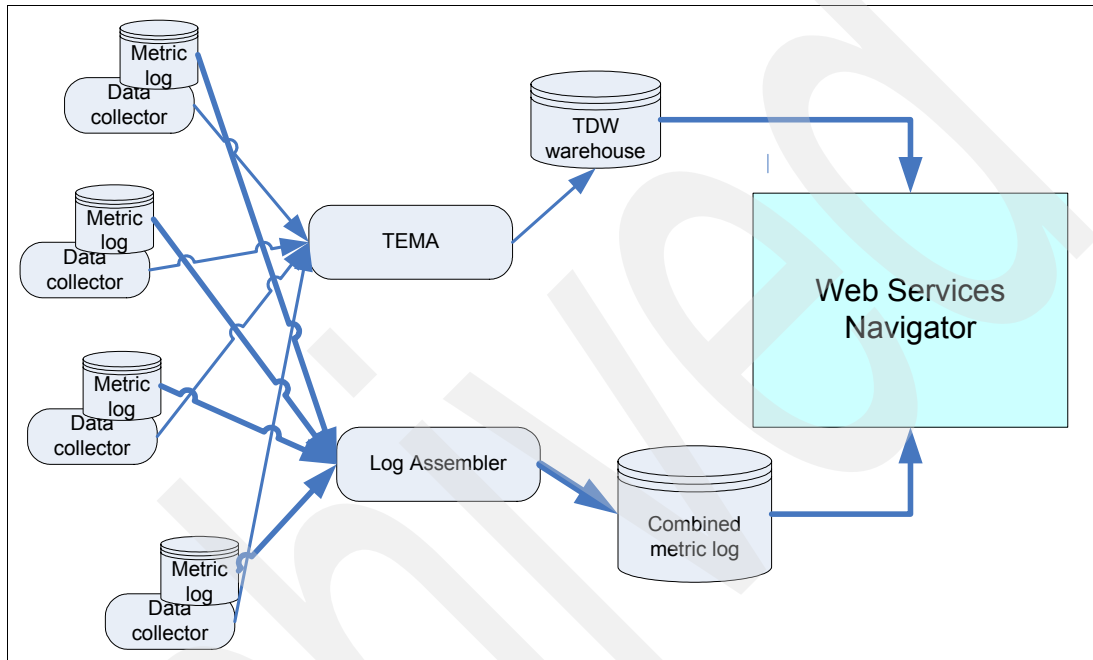 Metric
log
Data
collector
Metric
log
Data
collector
Metric
log
Data
collector
Metric
log
Data
collector
TEMA
Log Assembler
TDW
warehouse
Combined
metric log
Web Services
Navigator